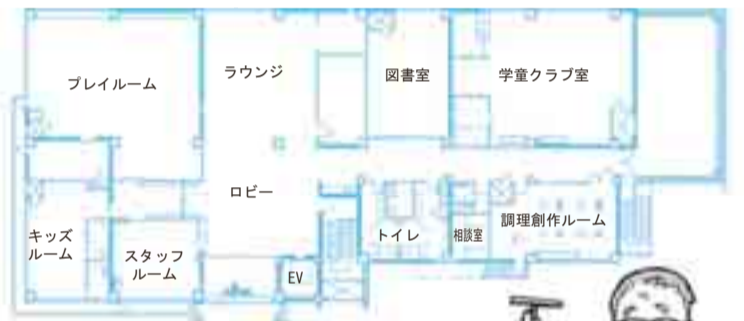 プレイルーム
ラウンジ
図書室
学童クラブ室
ロビー
キッズ
ルーム
スタッフ
ルーム
EV
トイレ
相談室
調理創作ルーム